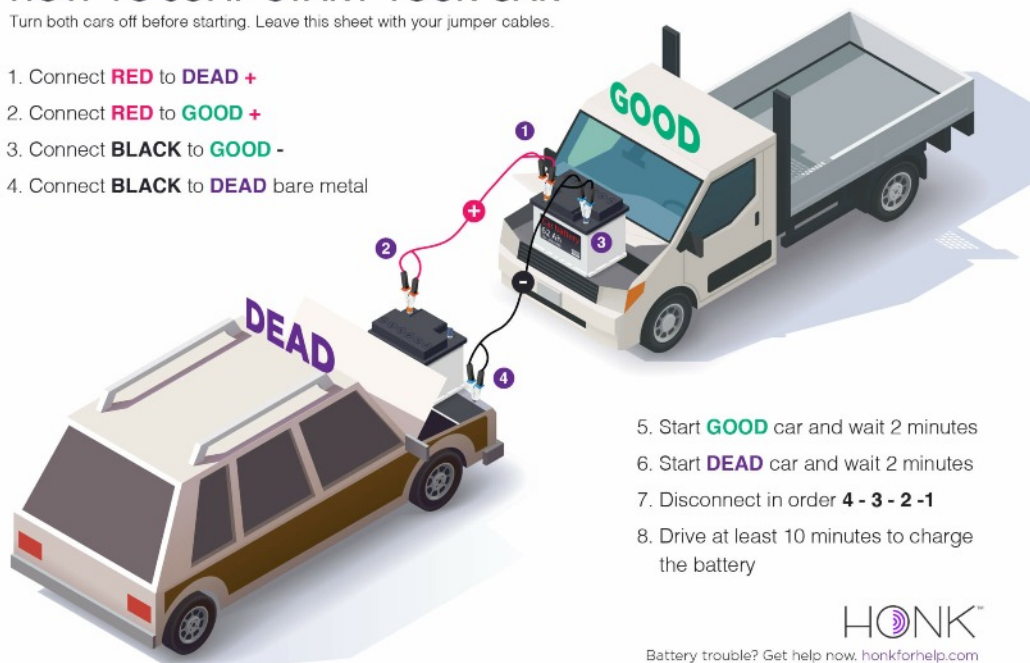 Turn both cars off before starting. Leave this sheet with your jumper cables.
1. Connect RED to DEAD +
2. Connect RED to GOOD +
3. Connect BLACK to GOOD -
4. Connect BLACK to DEAD bare metal
GOOD
1
+
2
3
car battery
62 Ah
-
DEAD
4
5. Start GOOD car and wait 2 minutes
6. Start DEAD car and wait 2 minutes
7. Disconnect in order 4 - 3 - 2 -1
8. Drive at least 10 minutes to charge
the battery
HONK
Battery trouble? Get help now. honkforhelp.com